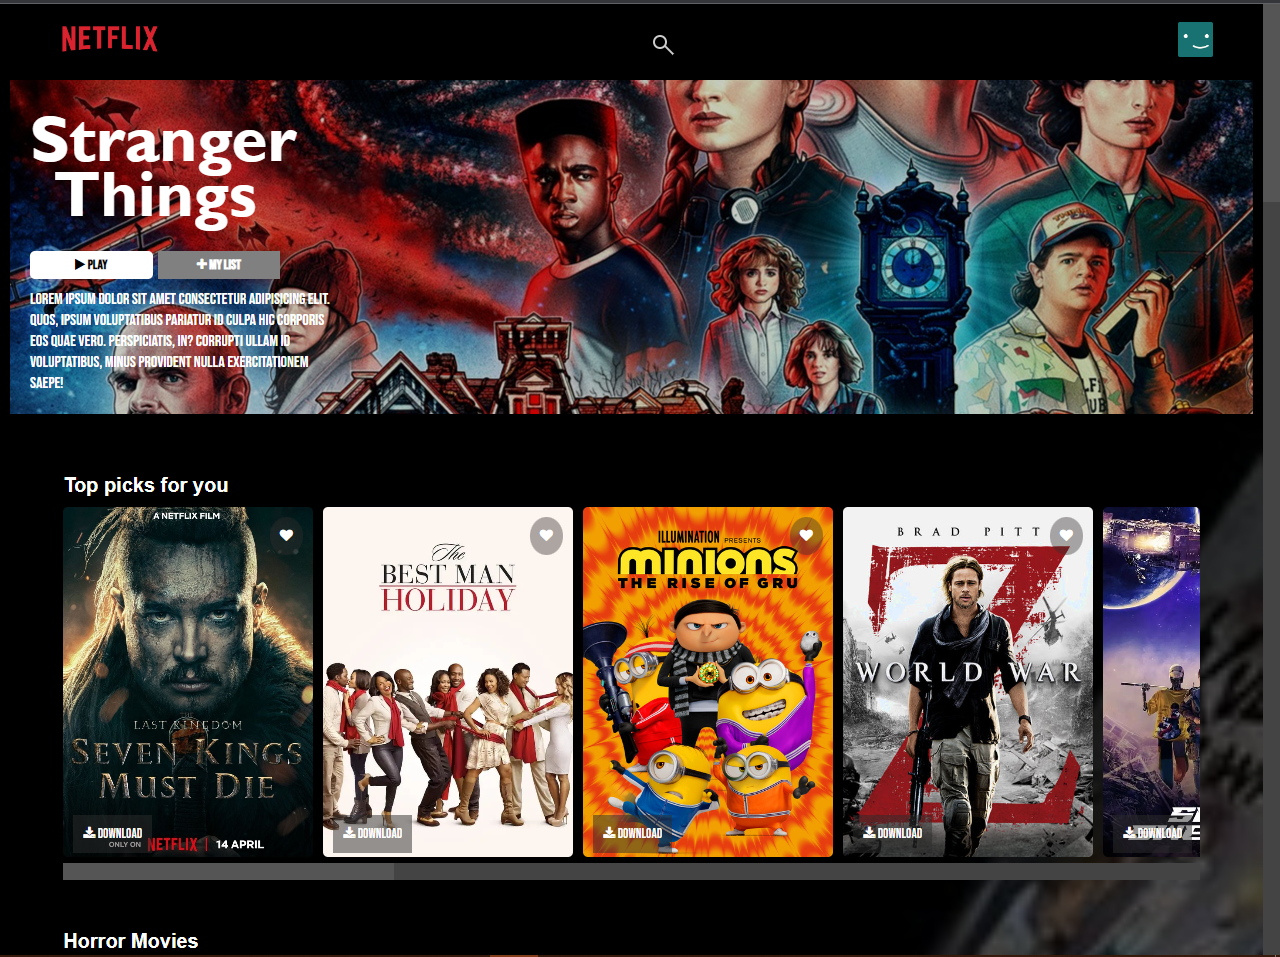 NETFLIX
Stranger
Things
PLAY
MY LIST
LOREM IPSUM DOLOR SIT AMET CONSECTETUR ADIPISICING ELIT.
QUOS, IPSUM VOLUPTATIBUS PARIATUR ID CULPA HIC CORPORIS
EOS QUAE VERO. PERSPICIATIS, IN? CORRUPTI ULLAM ID
VOLUPTATIBUS, MINUS PROVIDENT NULLA EXERCITATIONEM
SAEPE!
Top picks for you
A NETFLIX FILM
LAST KINGDOM
SEVEN KINGS
MUST DIE
DOWNLOAD
ONLY ON NETFLIX | 14 APRIL
The
BEST MAN
HOLIDAY
DOWNLOAD
ILLUMINATION PRESENTS
MINIONS
THE RISE OF GRU
DOWNLOAD
BRAD PITT
WORLD WAR
Z
DOWNLOAD
DOWNLOAD
Horror Movies